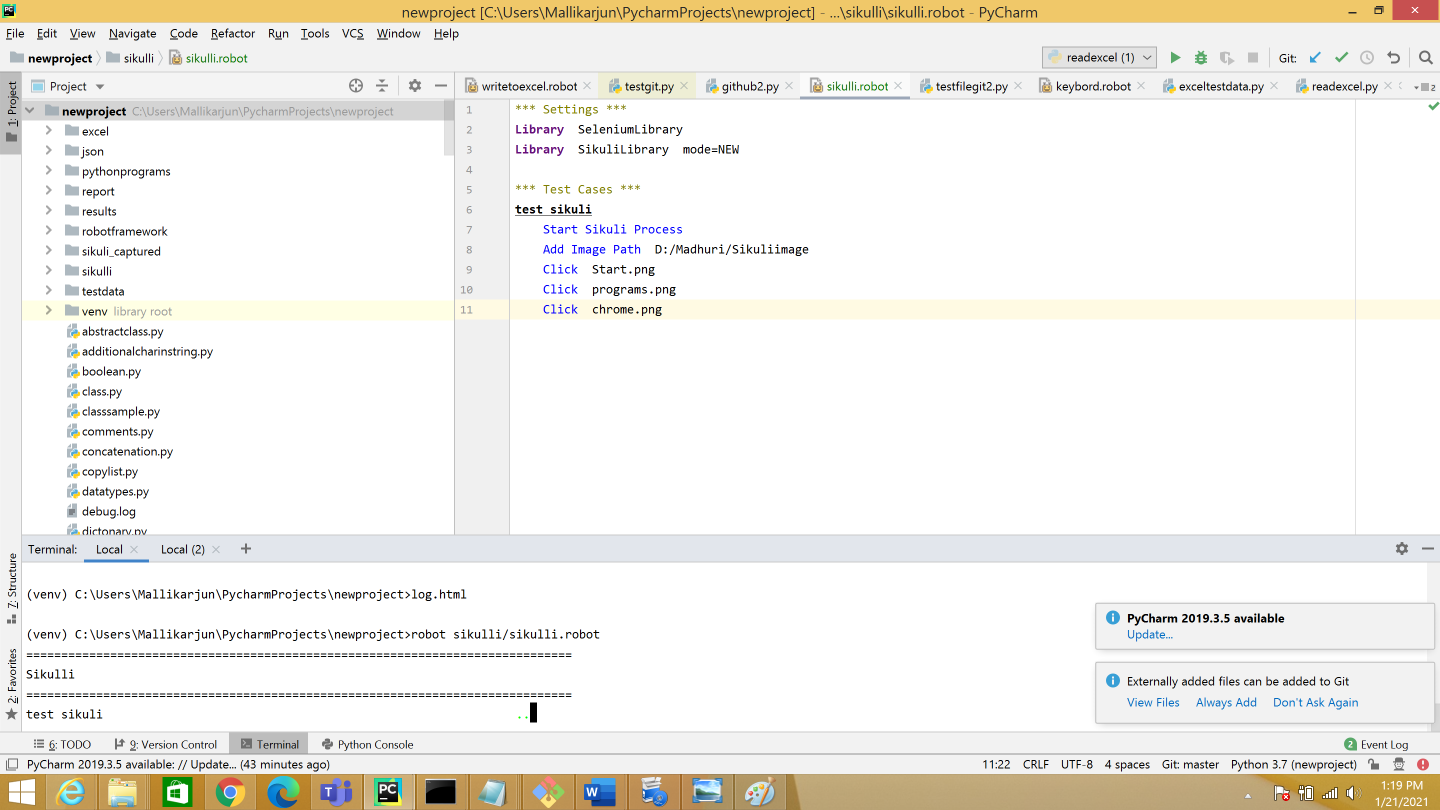 newproject [C:\Users\Mallikarjun\PycharmProjects\newproject] - ...\sikulli\sikulli.robot - PyCharm
File Edit View Navigate Code Refactor Run Tools VCS Window Help
newproject sikulli sikulli.robot readexcel (1) Git:
1: Project
7: Structure
2: Favorites
Project
newproject C:\Users\Mallikarjun\PycharmProjects\newproject
excel
json
pythonprograms
report
results
robotframework
sikuli_captured
sikulli
testdata
venv library root
abstractclass.py
additionalcharinstring.py
boolean.py
class.py
classsample.py
comments.py
concatenation.py
copylist.py
datatypes.py
debug.log
dictonary.py
writetoexcel.robot testgit.py github2.py sikulli.robot testfilegit2.py keybord.robot exceltestdata.py readexcel.py 2
1 *** Settings ***
2 Library SeleniumLibrary
3 Library SikuliLibrary mode=NEW
4
5 *** Test Cases ***
6 test sikuli
7 Start Sikuli Process
8 Add Image Path D:/Madhuri/Sikuliimage
9 Click Start.png
10 Click programs.png
11 Click chrome.png
Terminal: Local Local (2) +
(venv) C:\Users\Mallikarjun\PycharmProjects\newproject>log.html
(venv) C:\Users\Mallikarjun\PycharmProjects\newproject>robot sikulli/sikulli.robot
==============================================================================
Sikulli
==============================================================================
test sikuli ..
PyCharm 2019.3.5 available
Update...
Externally added files can be added to Git
View Files Always Add Don't Ask Again
6: TODO 9: Version Control Terminal Python Console 2 Event Log
PyCharm 2019.3.5 available: // Update... (43 minutes ago) 11:22 CRLF UTF-8 4 spaces Git: master Python 3.7 (newproject)
1:19 PM
1/21/2021